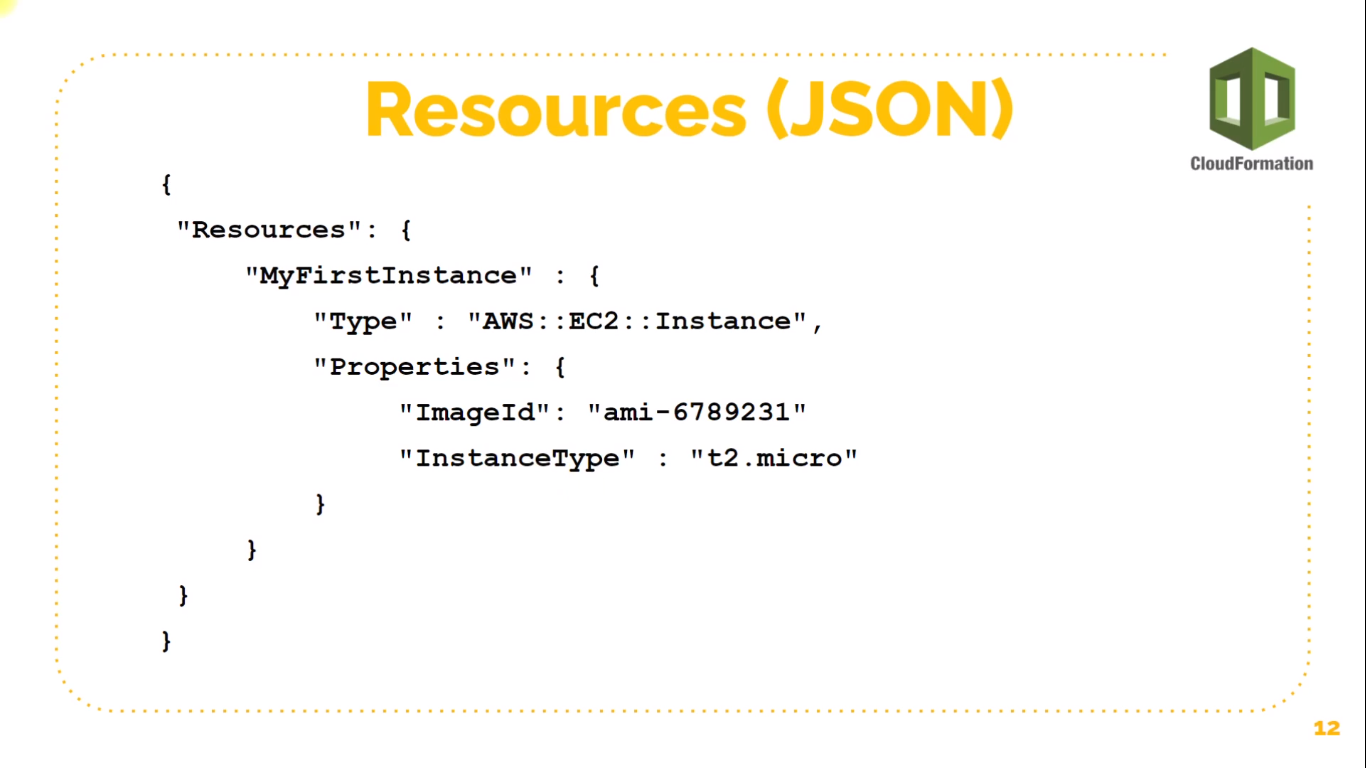 Resources (JSON)
CloudFormation
{
"Resources": {
"MyFirstInstance" : {
"Type" : "AWS::EC2::Instance",
"Properties": {
"ImageId": "ami-6789231"
"InstanceType" : "t2.micro"
}
}
}
}
12